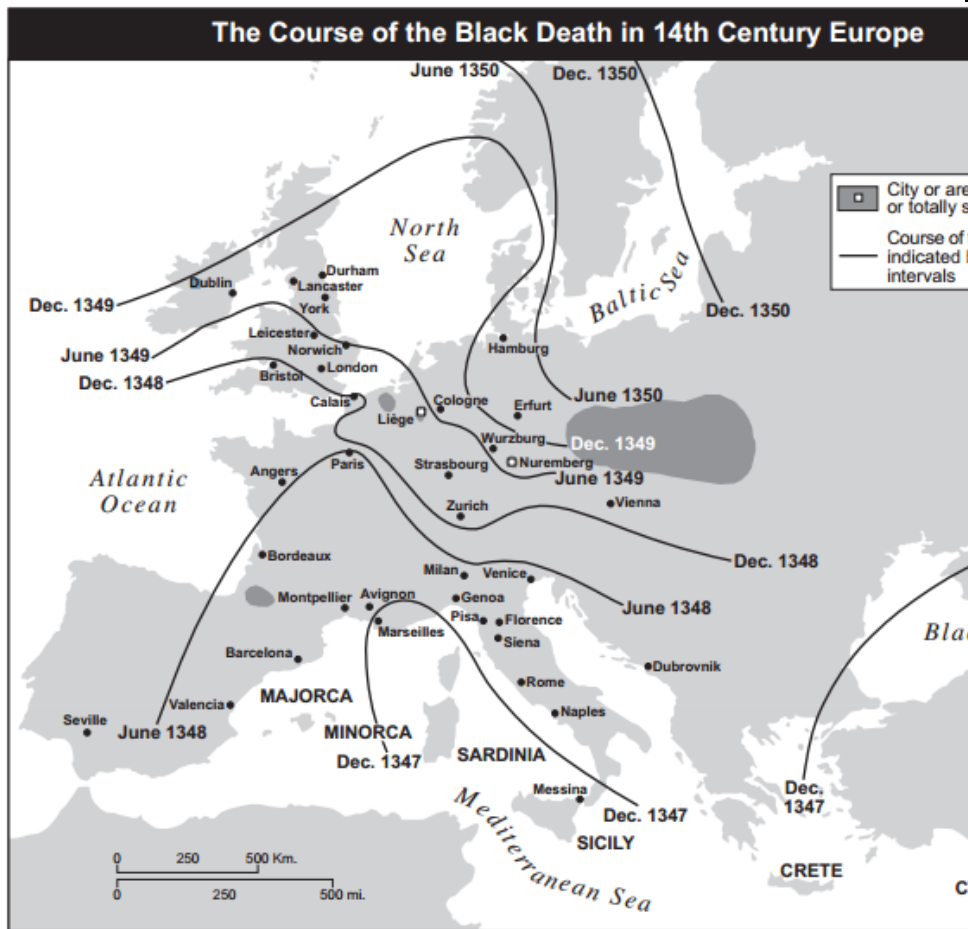 The Course of the Black Death in 14th Century Europe
June 1350
Dec. 1350
City or are
or totally s
Course of
indicated
intervals
North
Sea
Baltic Sea
Durham
Dublin
Lancaster
York
Dec. 1349
Dec. 1350
Leicester
June 1349
Norwich
Hamburg
Dec. 1348
Bristol
London
Calais
June 1350
Cologne
Erfurt
Liège
Wurzburg
Dec. 1349
Paris
Strasbourg
Nuremberg
Angers
June 1349
Atlantic
Ocean
Zurich
Vienna
Bordeaux
Dec. 1348
Milan
Venice
Montpellier
Avignon
Genoa
June 1348
Pisa
Florence
Marseilles
Siena
Bla
Barcelona
Dubrovnik
Rome
MAJORCA
Valencia
Naples
Seville
June 1348
MINORCA
Dec. 1347
SARDINIA
Messina
Dec.
1347
Dec. 1347
Mediterranean Sea
SICILY
0 250 500 Km.
0 250 500 mi.
CRETE
C